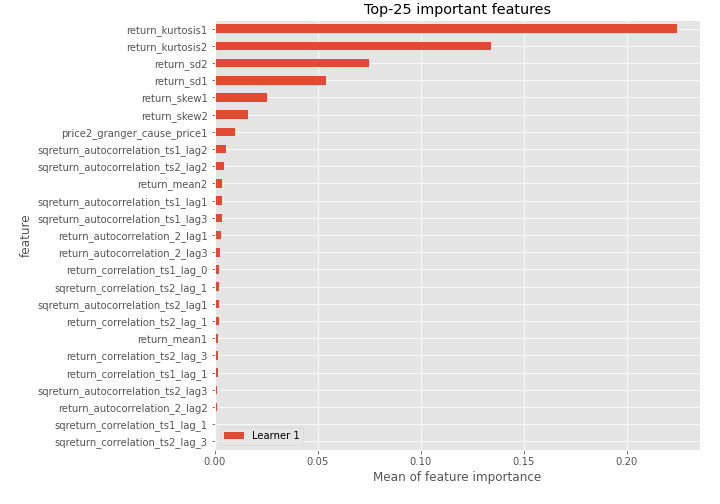 Top-25 important features
return_kurtosis1
return_kurtosis2
return_sd2
return_sd1
return_skew1
return_skew2
price2_granger_cause_price1
sqreturn_autocorrelation_ts1_lag2
sqreturn_autocorrelation_ts2_lag2
return_mean2
sqreturn_autocorrelation_ts1_lag1
sqreturn_autocorrelation_ts1_lag3
return_autocorrelation_2_lag1
return_autocorrelation_2_lag3
return_correlation_ts1_lag_0
sqreturn_correlation_ts2_lag_1
sqreturn_autocorrelation_ts2_lag1
return_correlation_ts2_lag_1
return_mean1
return_correlation_ts2_lag_3
return_correlation_ts1_lag_1
sqreturn_autocorrelation_ts2_lag3
return_autocorrelation_2_lag2
sqreturn_correlation_ts1_lag_1
sqreturn_correlation_ts2_lag_3
feature
Learner 1
0.00 0.05 0.10 0.15 0.20
Mean of feature importance